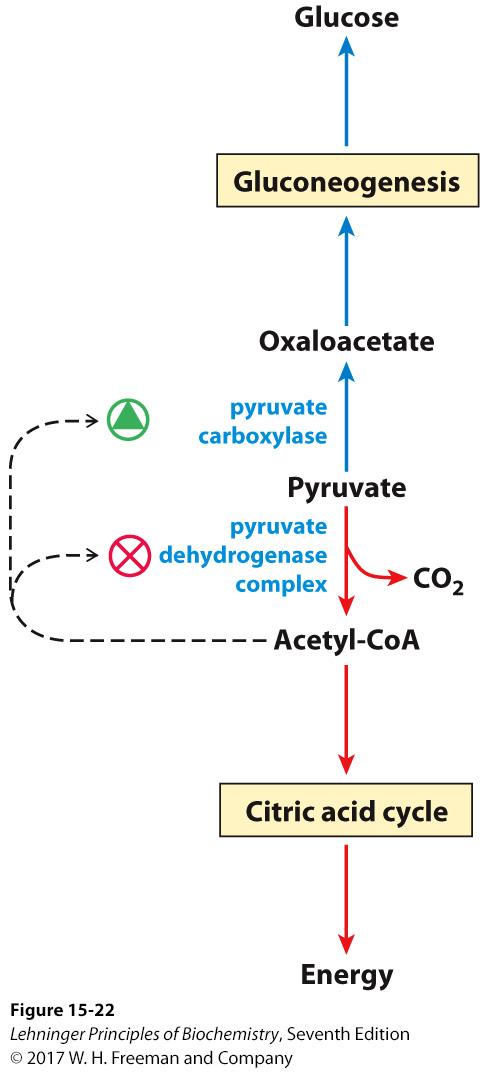 Glucose
Gluconeogenesis
Oxaloacetate
pyruvate
carboxylase
Pyruvate
pyruvate
dehydrogenase
complex
CO2
Acetyl-CoA
Citric acid cycle
Energy
Figure 15-22
Lehninger Principles of Biochemistry, Seventh Edition
© 2017 W. H. Freeman and Company